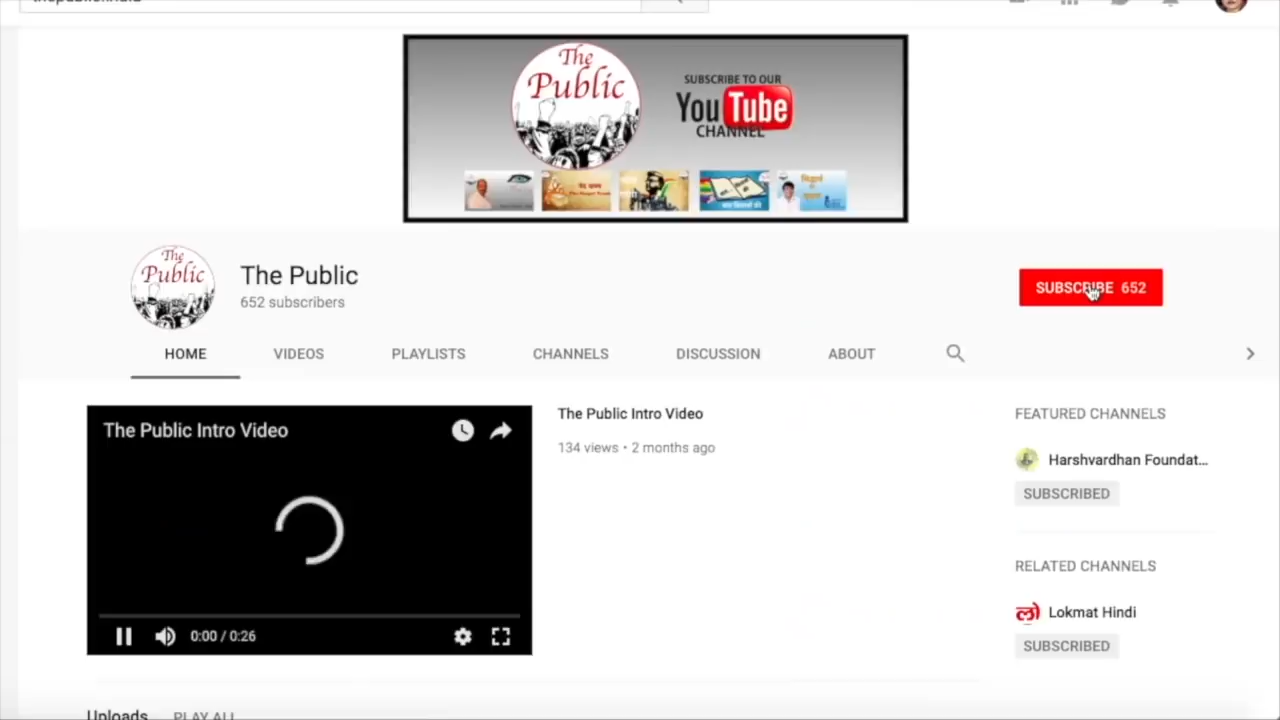 The
Public
SUBSCRIBE TO OUR
YouTube
CHANNEL
The
Public
The Public
652 subscribers
SUBSCRIBE 652
HOME VIDEOS PLAYLISTS CHANNELS DISCUSSION ABOUT
The Public Intro Video
The Public Intro Video
134 views • 2 months ago
0:00 / 0:26
FEATURED CHANNELS
Harshvardhan Foundat...
SUBSCRIBED
RELATED CHANNELS
लो Lokmat Hindi
SUBSCRIBED
Uploads PLAY ALL